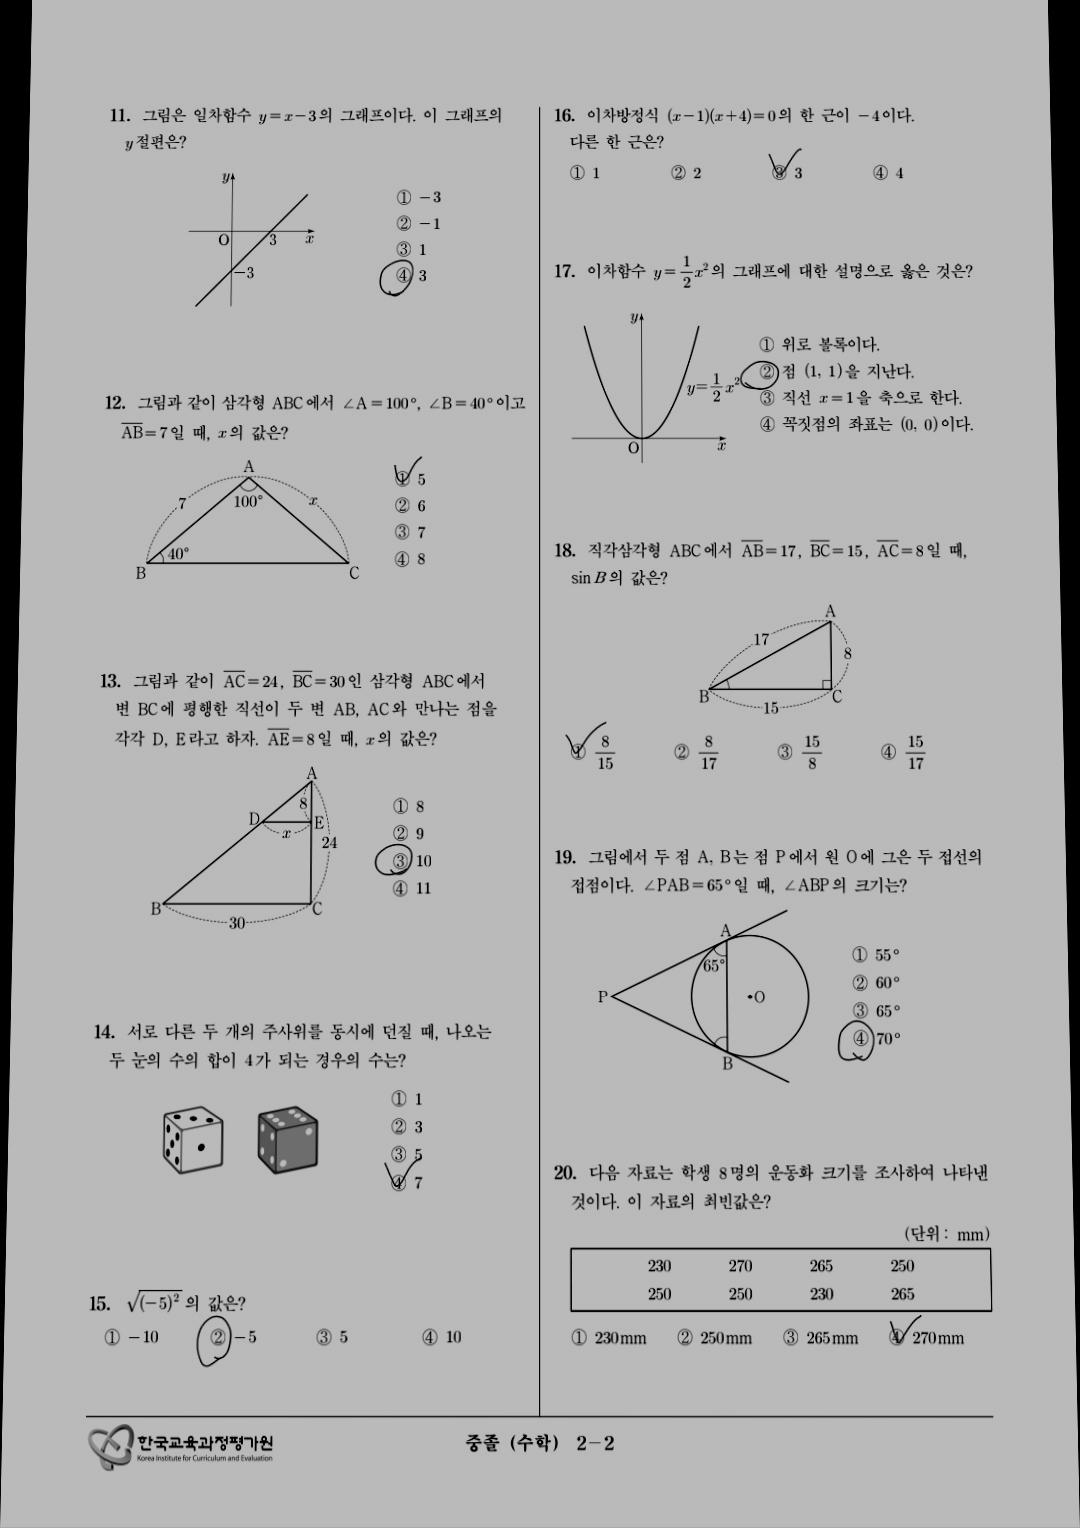 11. 그림은 일차함수 y=x-3의 그래프이다. 이 그래프의
y절편은?
y
O
3
x
-3
① -3
② -1
③ 1
④ 3
12. 그림과 같이 삼각형 ABC에서 ∠A=100°, ∠B=40°이고
AB=7일 때, x의 값은?
A
7
100°
x
40°
B
C
① 5
② 6
③ 7
④ 8
13. 그림과 같이 AC=24, BC=30인 삼각형 ABC에서
변 BC에 평행한 직선이 두 변 AB, AC와 만나는 점을
각각 D, E라고 하자. AE=8일 때, x의 값은?
A
8
D
E
x
24
B
C
30
① 8
② 9
③ 10
④ 11
14. 서로 다른 두 개의 주사위를 동시에 던질 때, 나오는
두 눈의 수의 합이 4가 되는 경우의 수는?
① 1
② 3
③ 5
④ 7
15. √(-5)² 의 값은?
① -10 ② -5 ③ 5 ④ 10
16. 이차방정식 (x-1)(x+4)=0의 한 근이 -4이다.
다른 한 근은?
① 1 ② 2 ③ 3 ④ 4
17. 이차함수 y=1/2x²의 그래프에 대한 설명으로 옳은 것은?
y
y=1/2x²
O
x
① 위로 볼록이다.
② 점 (1, 1)을 지난다.
③ 직선 x=1을 축으로 한다.
④ 꼭짓점의 좌표는 (0, 0)이다.
18. 직각삼각형 ABC에서 AB=17, BC=15, AC=8일 때,
sin B의 값은?
A
17
8
B
C
15
① 8/15 ② 8/17 ③ 15/8 ④ 15/17
19. 그림에서 두 점 A, B는 점 P에서 원 O에 그은 두 접선의
접점이다. ∠PAB=65°일 때, ∠ABP의 크기는?
A
65°
P
O
B
① 55°
② 60°
③ 65°
④ 70°
20. 다음 자료는 학생 8명의 운동화 크기를 조사하여 나타낸
것이다. 이 자료의 최빈값은?
(단위: mm)
230 270 265 250
250 250 230 265
① 230mm ② 250mm ③ 265mm ④ 270mm
한국교육과정평가원
Korea Institute for Curriculum and Evaluation
중졸 (수학) 2-2